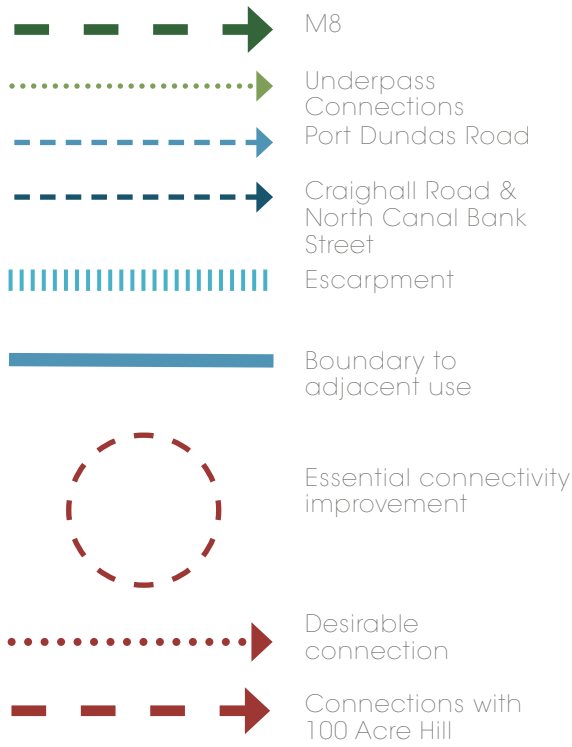 M8
Underpass
Connections
Port Dundas Road
Craighall Road &
North Canal Bank
Street
Escarpment
Boundary to
adjacent use
Essential connectivity
improvement
Desirable
connection
Connections with
100 Acre Hill